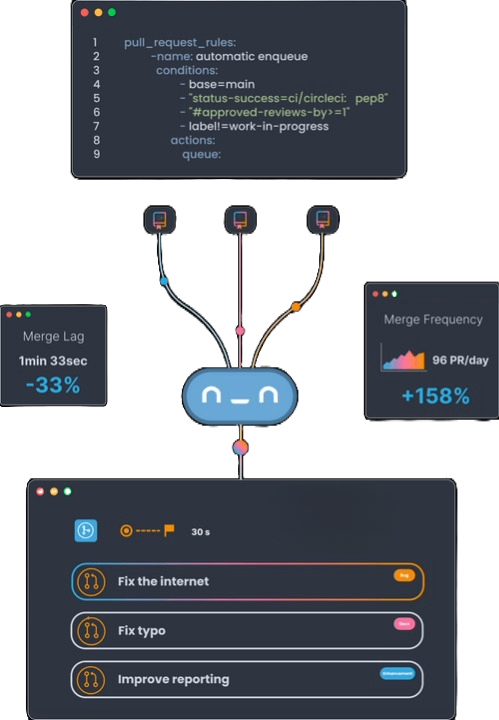 1 pull_request_rules:
2 -name: automatic enqueue
3 conditions:
4 - base=main
5 - "status-success=ci/circleci: pep8"
6 - "#approved-reviews-by>=1"
7 - label!=work-in-progress
8 actions:
9 queue:
Merge Lag
1min 33sec
-33%
Merge Frequency
96 PR/day
+158%
30 s
Fix the internet
Fix typo
Improve reporting
Enhancement